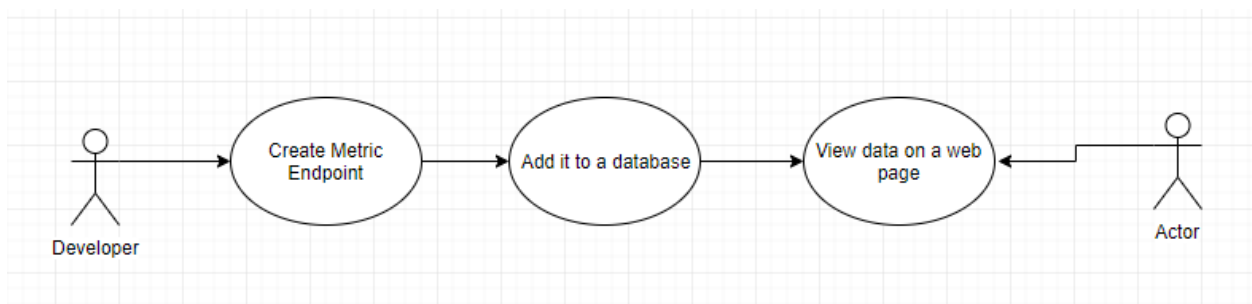 Create Metric
Endpoint
Add it to a database
View data on a web
page
Developer
Actor